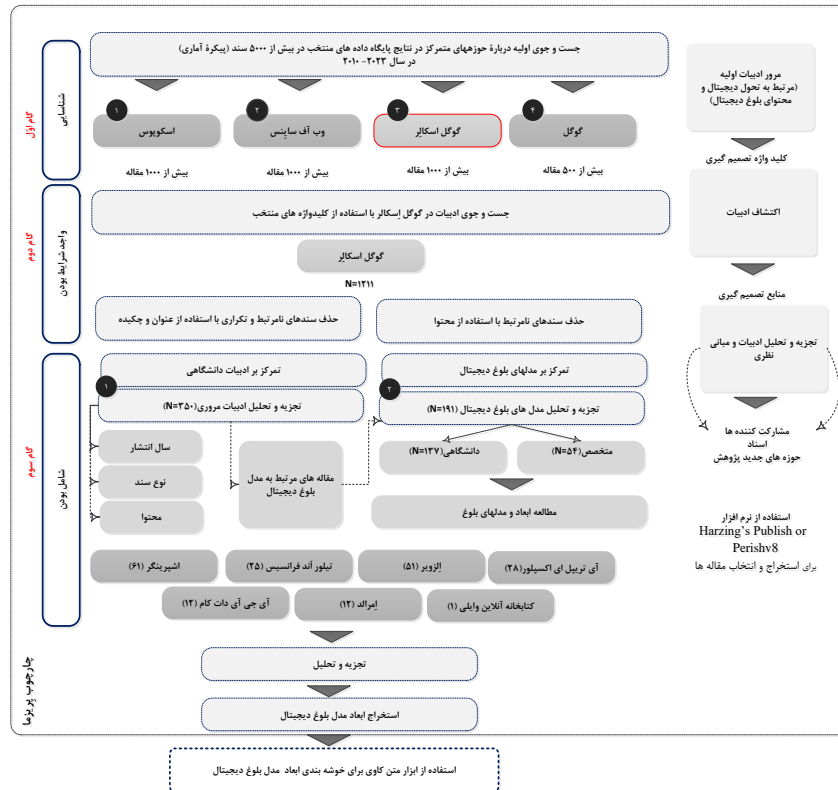 جست و جوی اولیه دربارۀ حوزههای متمرکز در نتایج پایگاه داده های منتخب در بیش از ۵۰۰۰ سند (پیکرۀ آماری)
در سال ۲۰۲۳- ۲۰۱۰
مرور ادبیات اولیه
(مرتبط به تحول دیجیتال و
محتوای بلوغ دیجیتال)
گام اوّل
شناسایی
۱
اسکوپوس
۲
وب آف ساینس
۳
گوگل اسکالِر
۴
گوگل
بیش از ۱۰۰۰ مقاله
بیش از ۱۰۰۰ مقاله
بیش از ۱۰۰۰ مقاله
بیش از ۵۰۰ مقاله
کلید واژه تصمیم گیری
اکتشاف ادبیات
گام دوم
واجد شرایط بودن
جست و جوی ادبیات در گوگل اِسکالر با استفاده از کلیدواژه های منتخب
گوگل اسکالِر
N=۱۲۱۱
منابع تصمیم گیری
حذف سندهای نامرتبط و تکراری با استفاده از عنوان و چکیده
حذف سندهای نامرتبط با استفاده از محتوا
تجزیه و تحلیل ادبیات و مبانی
نظری
گام سوم
شامل بودن
تمرکز بر ادبیات دانشگاهی
تمرکز بر مدلهای بلوغ دیجیتال
۱
تجزیه و تحلیل ادبیات مروری(N=۳۵۰)
۲
تجزیه و تحلیل مدل های بلوغ دیجیتال (N=۱۹۱)
سال انتشار
نوع سند
محتوا
مقاله های مرتبط به مدل
بلوغ دیجیتال
دانشگاهی(N=۱۳۷)
متخصص(N=۵۴)
مطالعه ابعاد و مدلهای بلوغ
مشارکت کننده ها
اسناد
حوزه های جدید پژوهش
استفاده از نرم افزار
Harzing's Publish or
Perishv8
برای استخراج و انتخاب مقاله ها
اشپرینگر (۶۱)
تیلور اَند فرانسیس (۲۵)
اِلزویر (۵۱)
آی تریپل ای اکسپلور(۲۸)
آی جی آی دات کام (۱۲)
اِمرالد (۱۲)
کتابخانه آنلاین وایلی (۱)
تجزیه و تحلیل
استخراج ابعاد مدل بلوغ دیجیتال
چارچوب پریزما
استفاده از ابزار متن کاوی برای خوشه بندی ابعاد مدل بلوغ دیجیتال